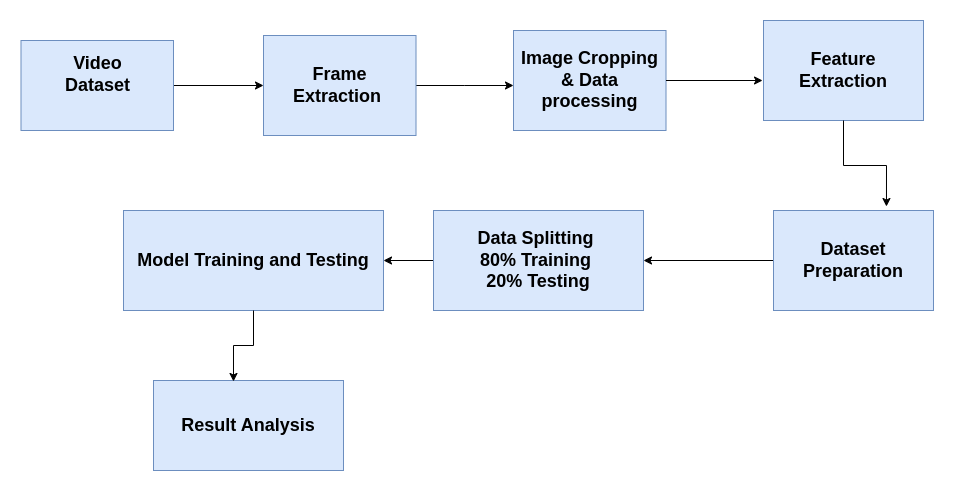 Video
Dataset
Frame
Extraction
Image Cropping
& Data
processing
Feature
Extraction
Dataset
Preparation
Data Splitting
80% Training
20% Testing
Model Training and Testing
Result Analysis